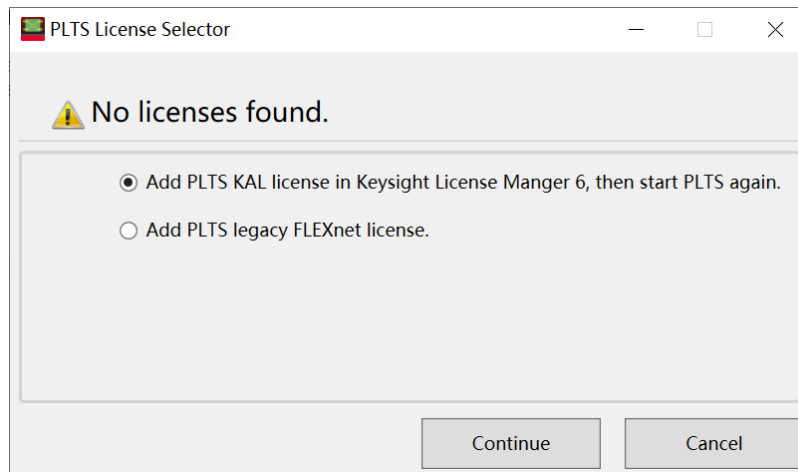 PLTS License Selector
No licenses found.
Add PLTS KAL license in Keysight License Manger 6, then start PLTS again.
Add PLTS legacy FLEXnet license.
Continue
Cancel